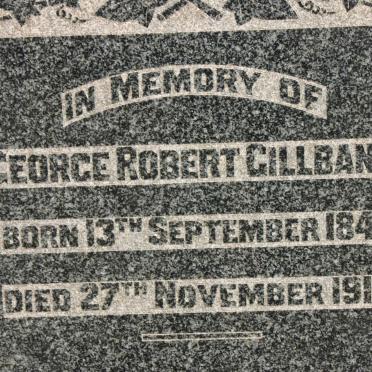 IN MEMORY OF
GEORGE ROBERT GILLBAN
BORN 13TH SEPTEMBER 184
DIED 27TH NOVEMBER 191